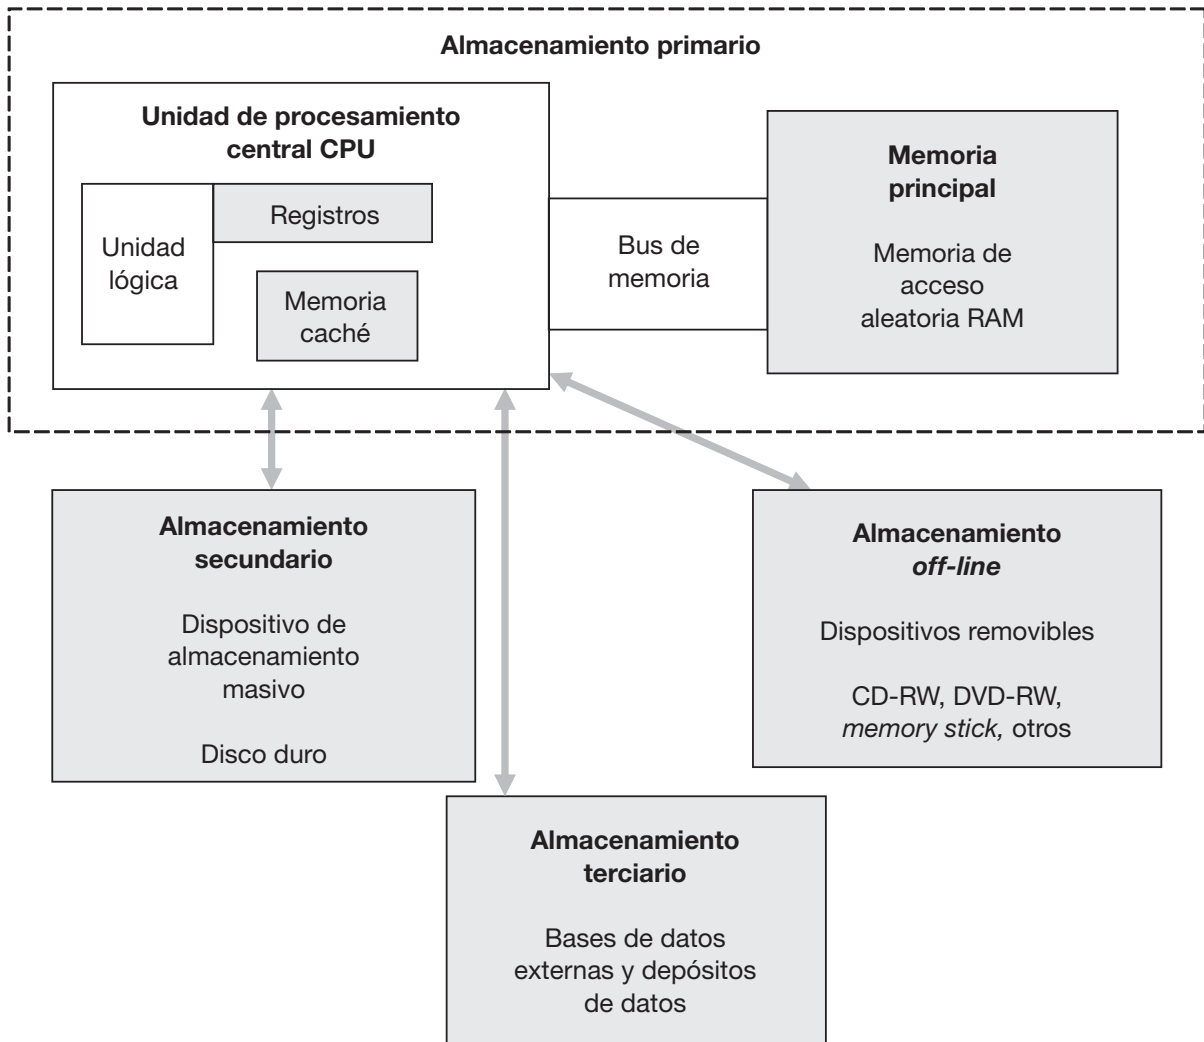 Almacenamiento primario
Unidad de procesamiento
central CPU
Unidad
lógica
Registros
Memoria
caché
Bus de
memoria
Memoria
principal
Memoria de
acceso
aleatoria RAM
Almacenamiento
secundario
Dispositivo de
almacenamiento
masivo
Disco duro
Almacenamiento
off-line
Dispositivos removibles
CD-RW, DVD-RW,
memory stick, otros
Almacenamiento
terciario
Bases de datos
externas y depósitos
de datos